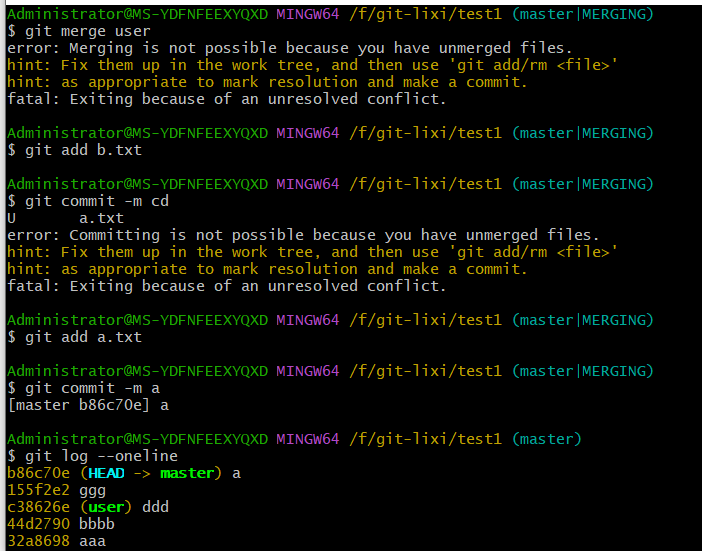 Administrator@MS-YDFNFEEXYQXD MINGW64 /f/git-lixi/test1 (master|MERGING)
$ git merge user
error: Merging is not possible because you have unmerged files.
hint: Fix them up in the work tree, and then use 'git add/rm <file>'
hint: as appropriate to mark resolution and make a commit.
fatal: Exiting because of an unresolved conflict.
Administrator@MS-YDFNFEEXYQXD MINGW64 /f/git-lixi/test1 (master|MERGING)
$ git add b.txt
Administrator@MS-YDFNFEEXYQXD MINGW64 /f/git-lixi/test1 (master|MERGING)
$ git commit -m cd
U       a.txt
error: Committing is not possible because you have unmerged files.
hint: Fix them up in the work tree, and then use 'git add/rm <file>'
hint: as appropriate to mark resolution and make a commit.
fatal: Exiting because of an unresolved conflict.
Administrator@MS-YDFNFEEXYQXD MINGW64 /f/git-lixi/test1 (master|MERGING)
$ git add a.txt
Administrator@MS-YDFNFEEXYQXD MINGW64 /f/git-lixi/test1 (master|MERGING)
$ git commit -m a
[master b86c70e] a
Administrator@MS-YDFNFEEXYQXD MINGW64 /f/git-lixi/test1 (master)
$ git log --oneline
b86c70e (HEAD -> master) a
155f2e2 ggg
c38626e (user) ddd
44d2790 bbbb
32a8698 aaa